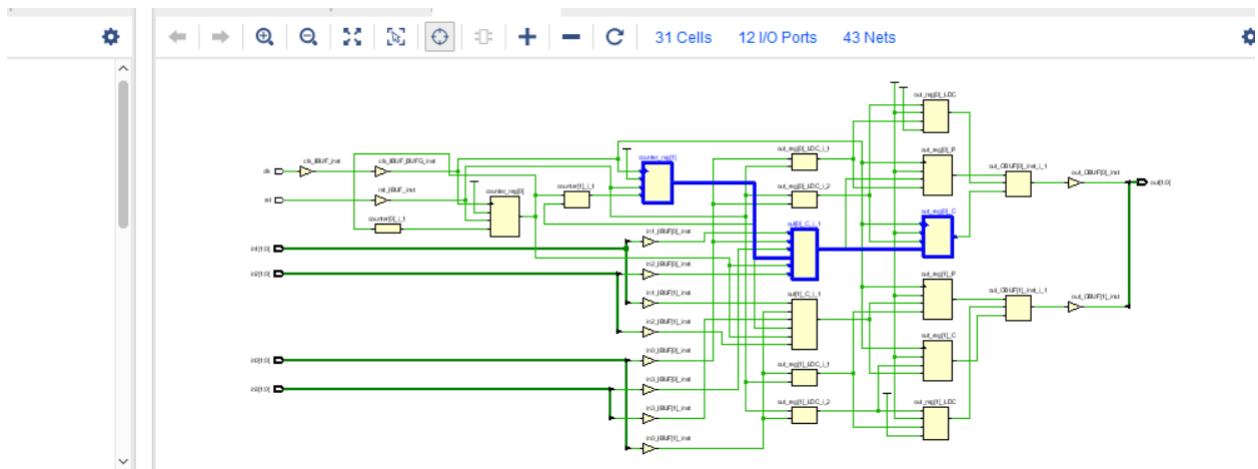 31 Cells 12 I/O Ports 43 Nets
out_reg[0]_LDC
clk_IBUF_inst
clk_IBUF_BUFG_inst
counter_reg[1]
out_reg[0]_LDC_i_1
out_reg[0]_P
out_OBUF[0]_inst_i_1
clk
out_OBUF[0]_inst
out[1:0]
rst_IBUF_inst
counter_reg[0]
counter[1]_i_1
out_reg[0]_LDC_i_2
rst
counter[0]_i_1
out[0]_C_i_1
out_reg[0]_C
in1_IBUF[0]_inst
in1[1:0]
in2_IBUF[0]_inst
in2[1:0]
out_reg[1]_P
in1_IBUF[1]_inst
out[1]_C_i_1
out_OBUF[1]_inst_i_1
out_OBUF[1]_inst
in2_IBUF[1]_inst
out_reg[1]_C
in0_IBUF[0]_inst
in0[1:0]
out_reg[1]_LDC_i_1
in3_IBUF[0]_inst
in3[1:0]
in3_IBUF[1]_inst
out_reg[1]_LDC_i_2
out_reg[1]_LDC
in0_IBUF[1]_inst